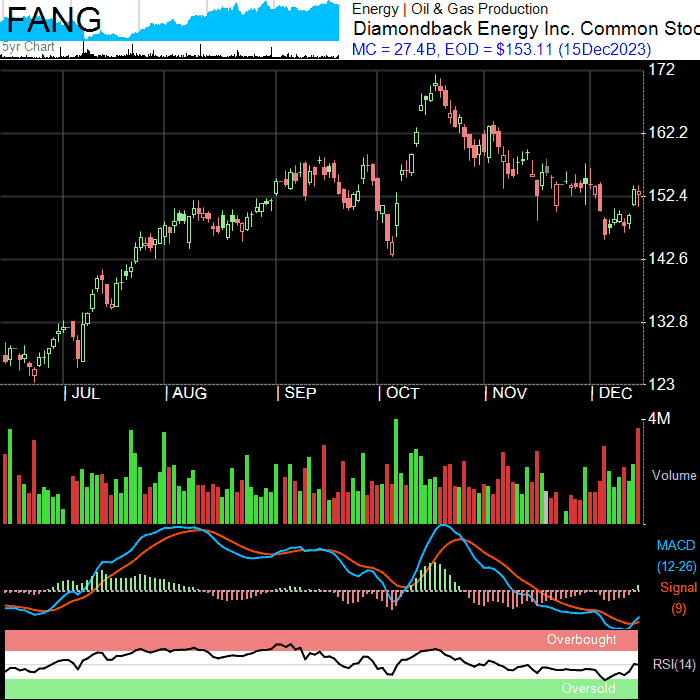 FANG
5yr Chart
Energy | Oil & Gas Production
Diamondback Energy Inc. Common Stoc
MC = 27.4B, EOD = $153.11 (15Dec2023)
172
162.2
152.4
142.6
132.8
123
| JUL | AUG | SEP | OCT | NOV | DEC
4M
Volume
MACD
(12-26)
Signal
(9)
Overbought
RSI(14)
Oversold